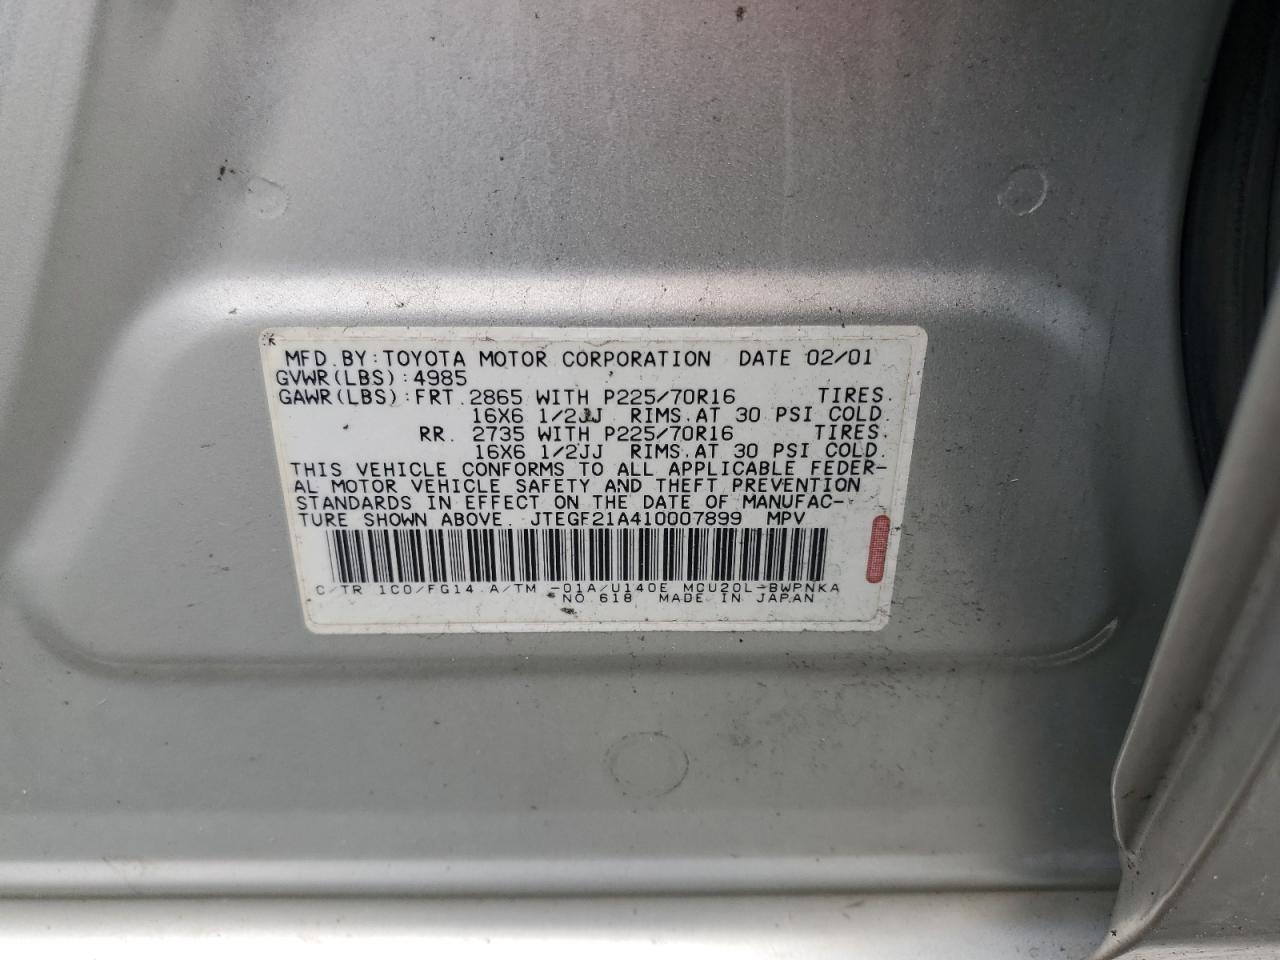 MFD. BY: TOYOTA MOTOR CORPORATION DATE 02/01
GVWR(LBS): 4985
GAWR(LBS): FRT. 2865 WITH P225/70R16 TIRES.
16X6 1/2JJ RIMS. AT 30 PSI COLD.
RR. 2735 WITH P225/70R16 TIRES.
16X6 1/2JJ RIMS. AT 30 PSI COLD.
THIS VEHICLE CONFORMS TO ALL APPLICABLE FEDER-
AL MOTOR VEHICLE SAFETY AND THEFT PREVENTION
STANDARDS IN EFFECT ON THE DATE OF MANUFAC-
TURE SHOWN ABOVE. JTEGF21A410007899 MPV
C/TR 1C0/FG14 A/TM -01A/U140E MCU20L-BWPNKA
NO.618 MADE IN JAPAN